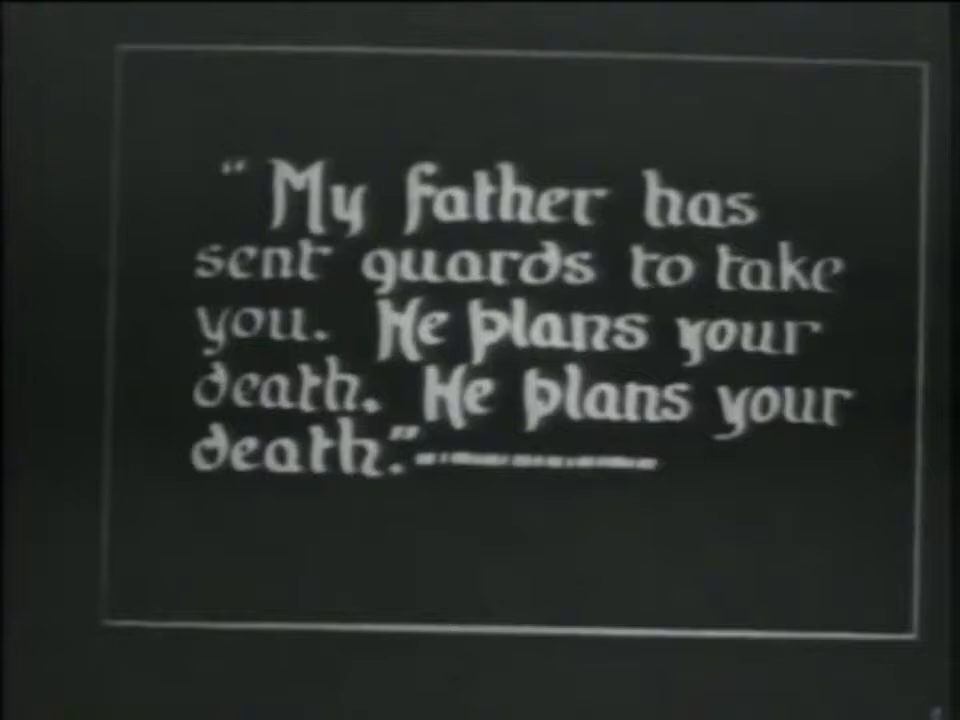 “ My father has
sent guards to take
you. He plans your
death. He plans your
death.”